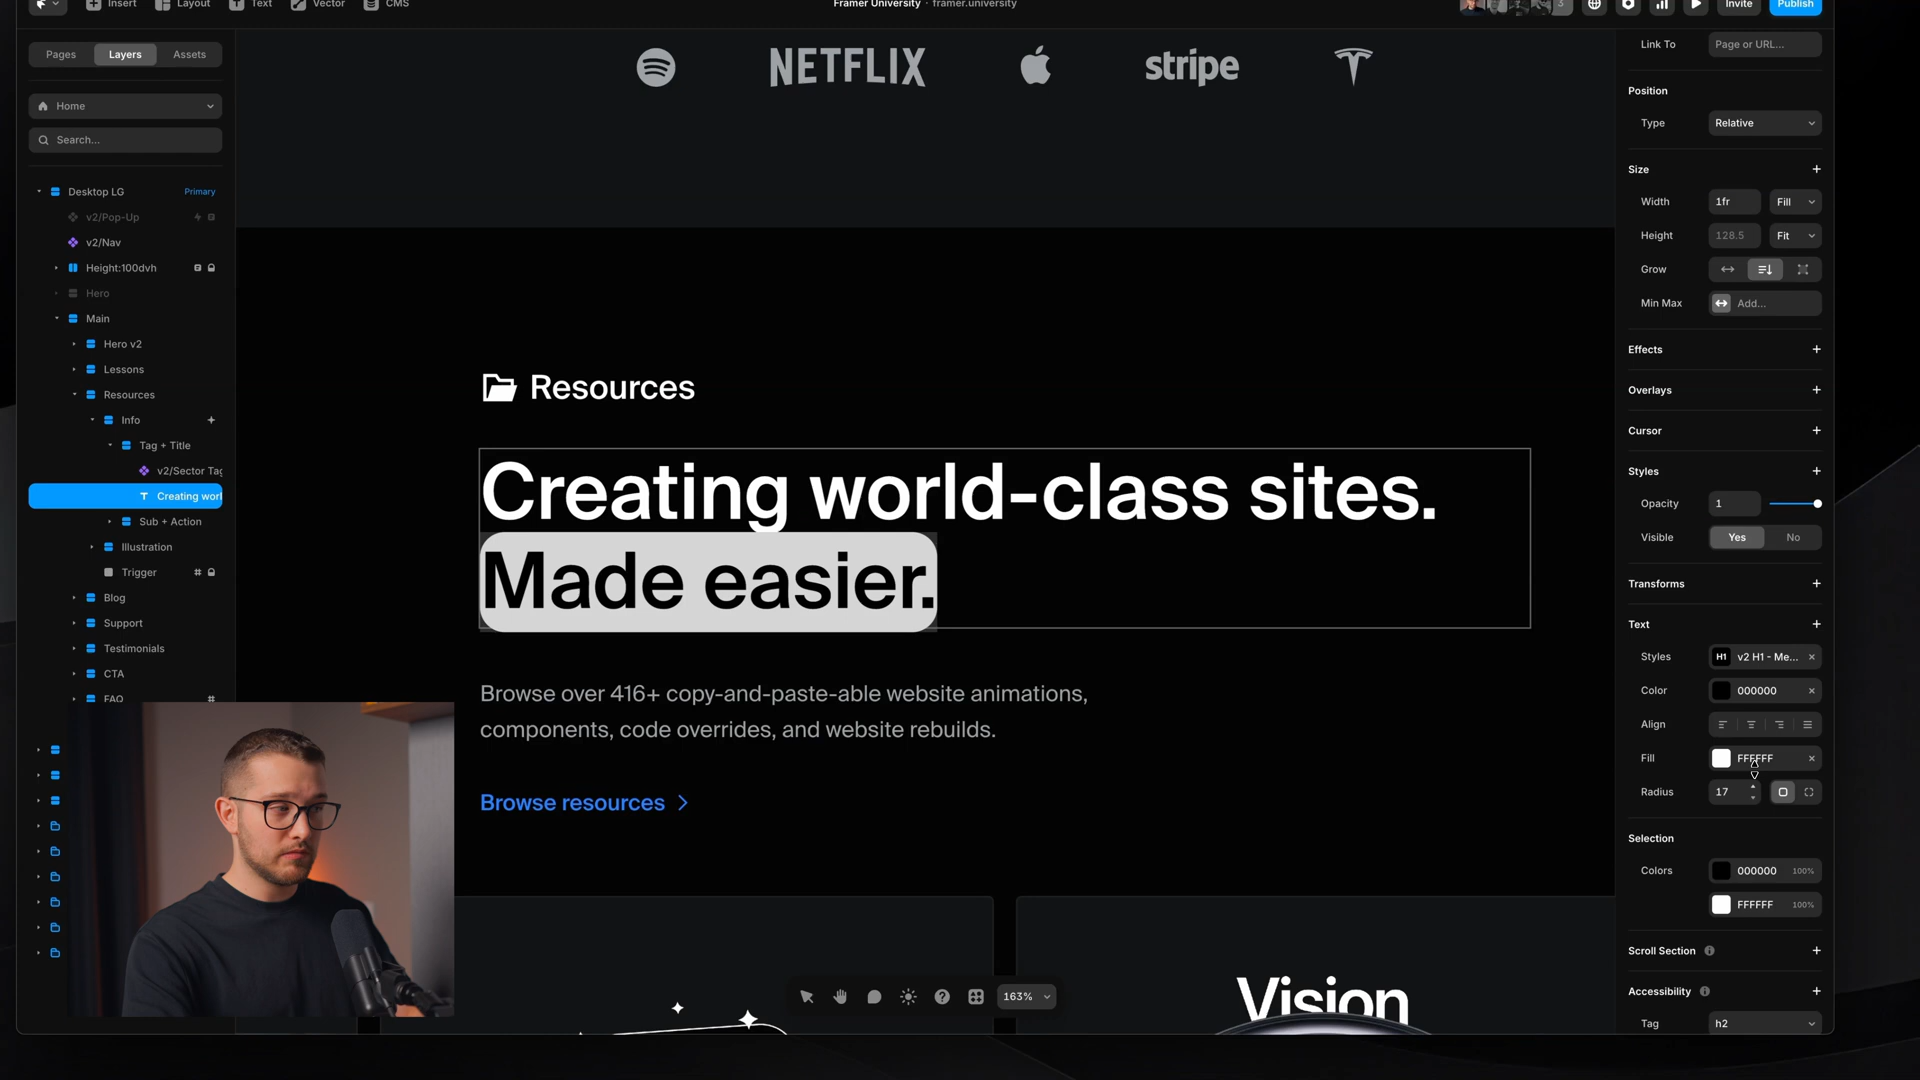 Insert
Layout
Text
Vector
CMS
Framer University · framer.university
3
Invite
Publish
Pages
Layers
Assets
Home
Search...
Desktop LG
Primary
v2/Pop-Up
v2/Nav
Height:100dvh
Hero
Main
Hero v2
Lessons
Resources
Info
Tag + Title
v2/Sector Tag
Creating worl
Sub + Action
Illustration
Trigger
Blog
Support
Testimonials
CTA
FAQ
NETFLIX
stripe
Resources
Creating world-class sites.
Made easier.
Browse over 416+ copy-and-paste-able website animations,
components, code overrides, and website rebuilds.
Browse resources
Vision
163%
Link To
Page or URL...
Position
Type
Relative
Size
Width
1fr
Fill
Height
128.5
Fit
Grow
Min Max
Add...
Effects
Overlays
Cursor
Styles
Opacity
1
Visible
Yes
No
Transforms
Text
Styles
H1
v2 H1 - Me...
Color
000000
Align
Fill
FFFFFF
Radius
17
Selection
Colors
000000
100%
FFFFFF
100%
Scroll Section
Accessibility
Tag
h2